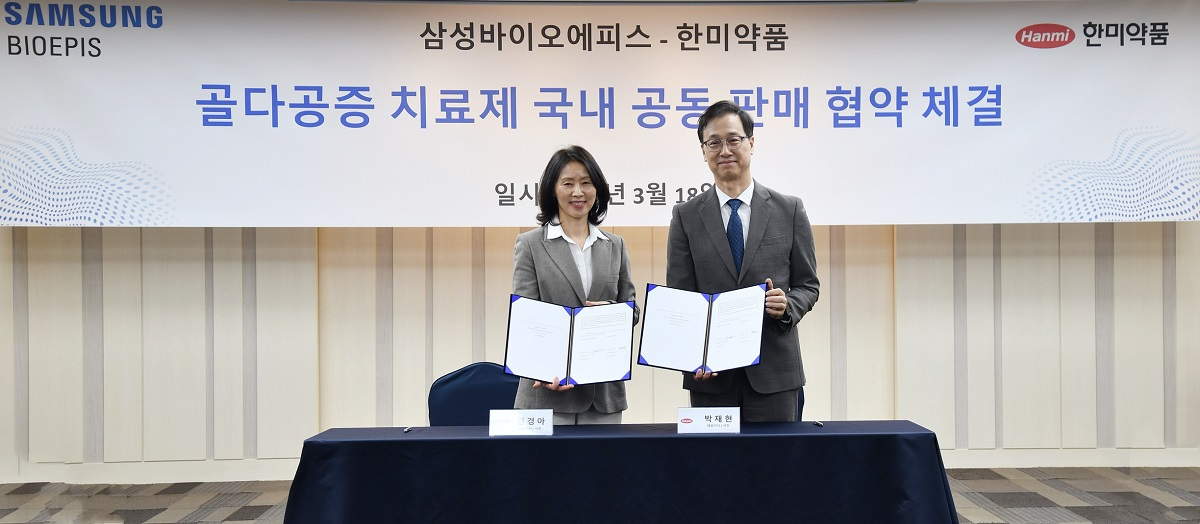 SAMSUNG
BIOEPIS
삼성바이오에피스 - 한미약품
Hanmi 한미약품
골다공증 치료제 국내 공동 판매 협약 체결
일시 년 3월 18일
경아
Hanmi 박재현